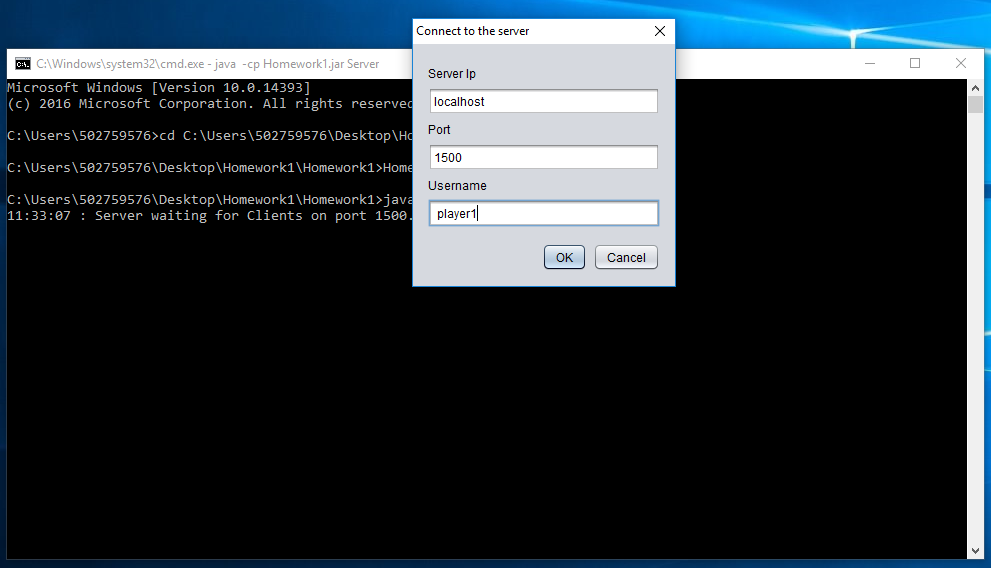 Connect to the server
C:\Windows\system32\cmd.exe - java  -cp Homework1.jar Server
Microsoft Windows [Version 10.0.14393]
(c) 2016 Microsoft Corporation. All rights reserved
C:\Users\502759576>cd C:\Users\502759576\Desktop\Ho
C:\Users\502759576\Desktop\Homework1\Homework1>Home
C:\Users\502759576\Desktop\Homework1\Homework1>java
11:33:07 : Server waiting for Clients on port 1500.
Server Ip
localhost
Port
1500
Username
player1
OK
Cancel